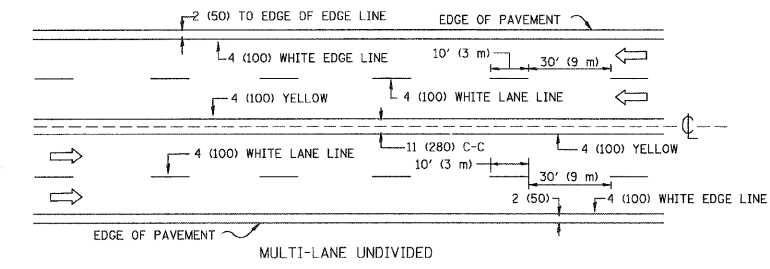 2 (50) TO EDGE OF EDGE LINE
EDGE OF PAVEMENT
4 (100) WHITE EDGE LINE
10' (3 m)
30' (9 m)
4 (100) YELLOW
4 (100) WHITE LANE LINE
4 (100) WHITE LANE LINE
11 (280) C-C
4 (100) YELLOW
℄
10' (3 m)
30' (9 m)
2 (50)
4 (100) WHITE EDGE LINE
EDGE OF PAVEMENT
MULTI-LANE UNDIVIDED